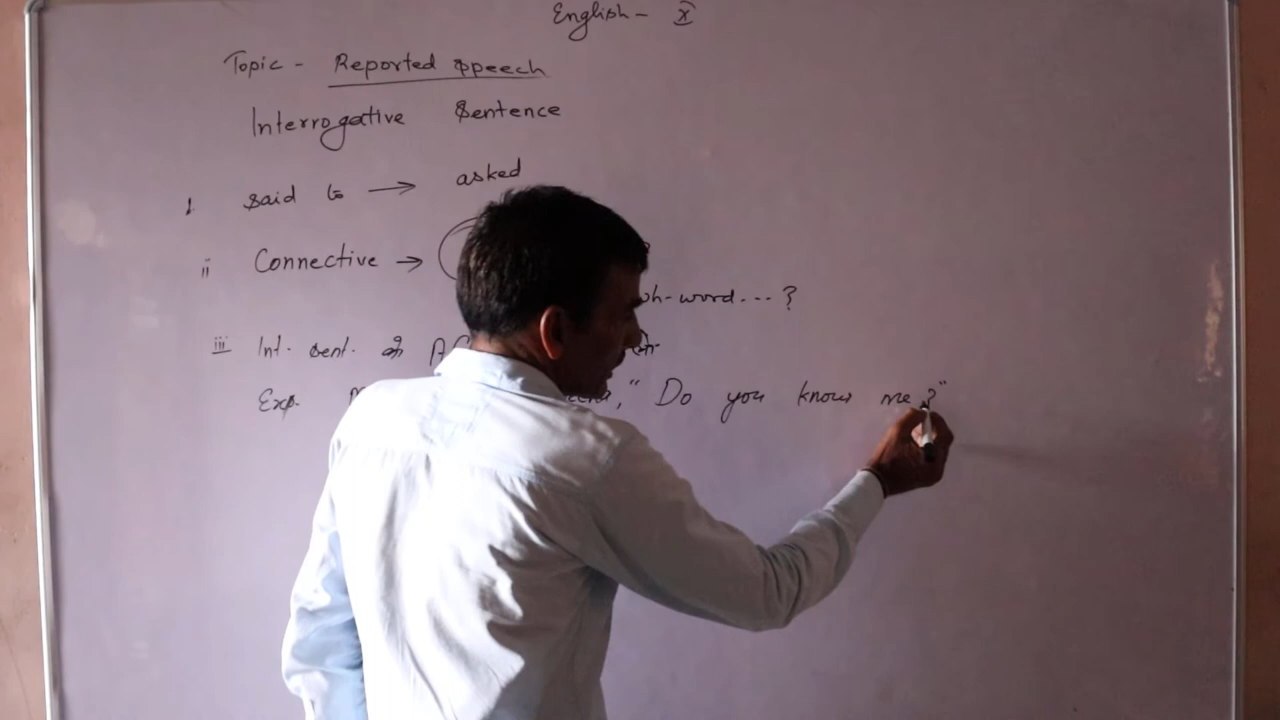 English - X
Topic - Reported Speech
Interrogative Sentence
i said to → asked
ii Connective →
wh-word...?
iii Int. sent. को
Exp. ," Do you know me ?"